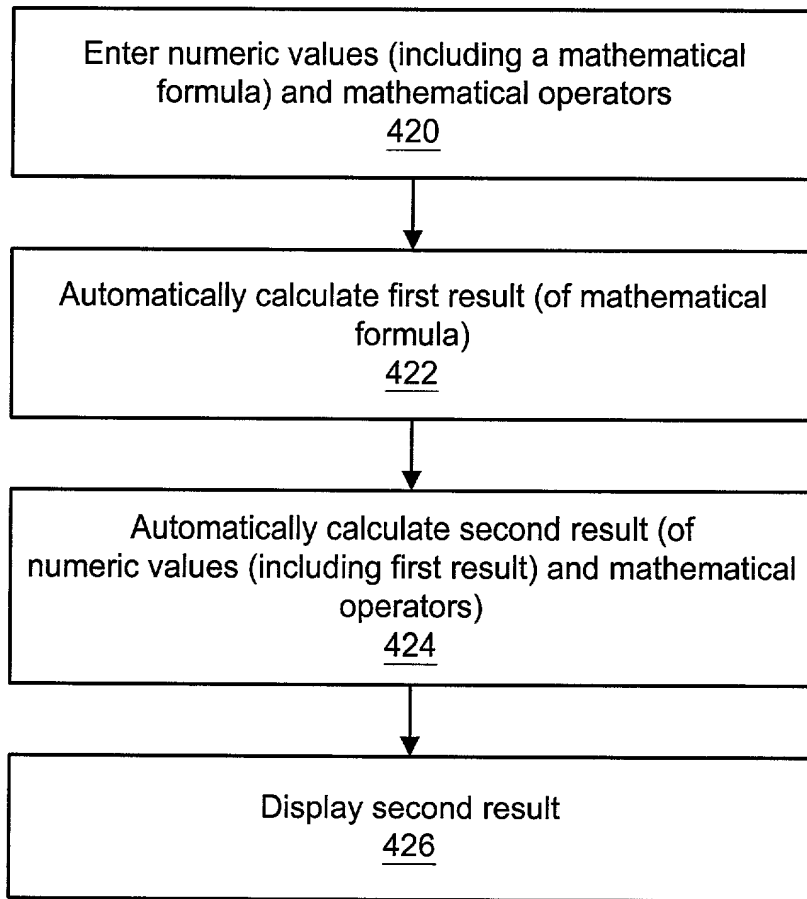 Enter numeric values (including a mathematical
formula) and mathematical operators
420
Automatically calculate first result (of mathematical
formula)
422
Automatically calculate second result (of
numeric values (including first result) and mathematical
operators)
424
Display second result
426